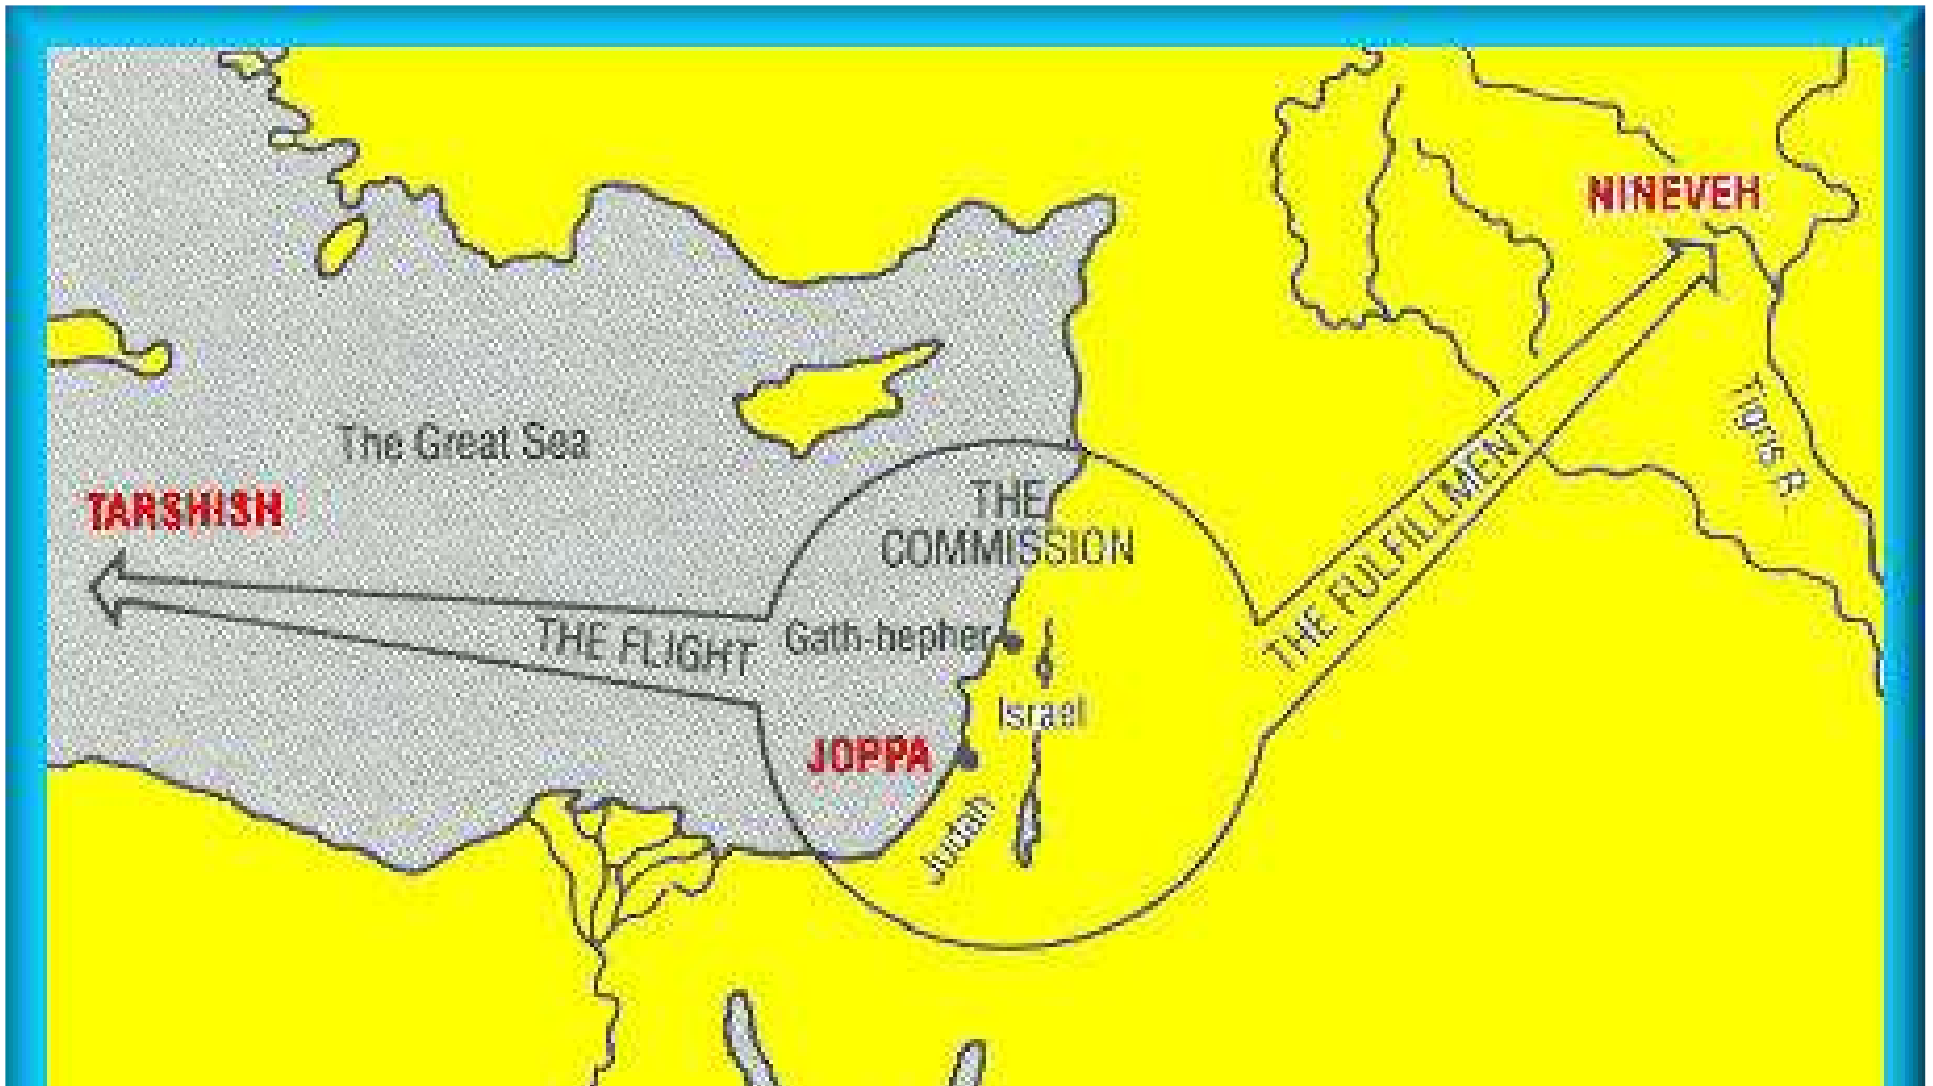 NINEVEH
The Great Sea
Tigris R.
TARSHISH
THE
COMMISSION
THE FULFILLMENT
THE FLIGHT
Gath-hepher
Israel
JOPPA
Judah